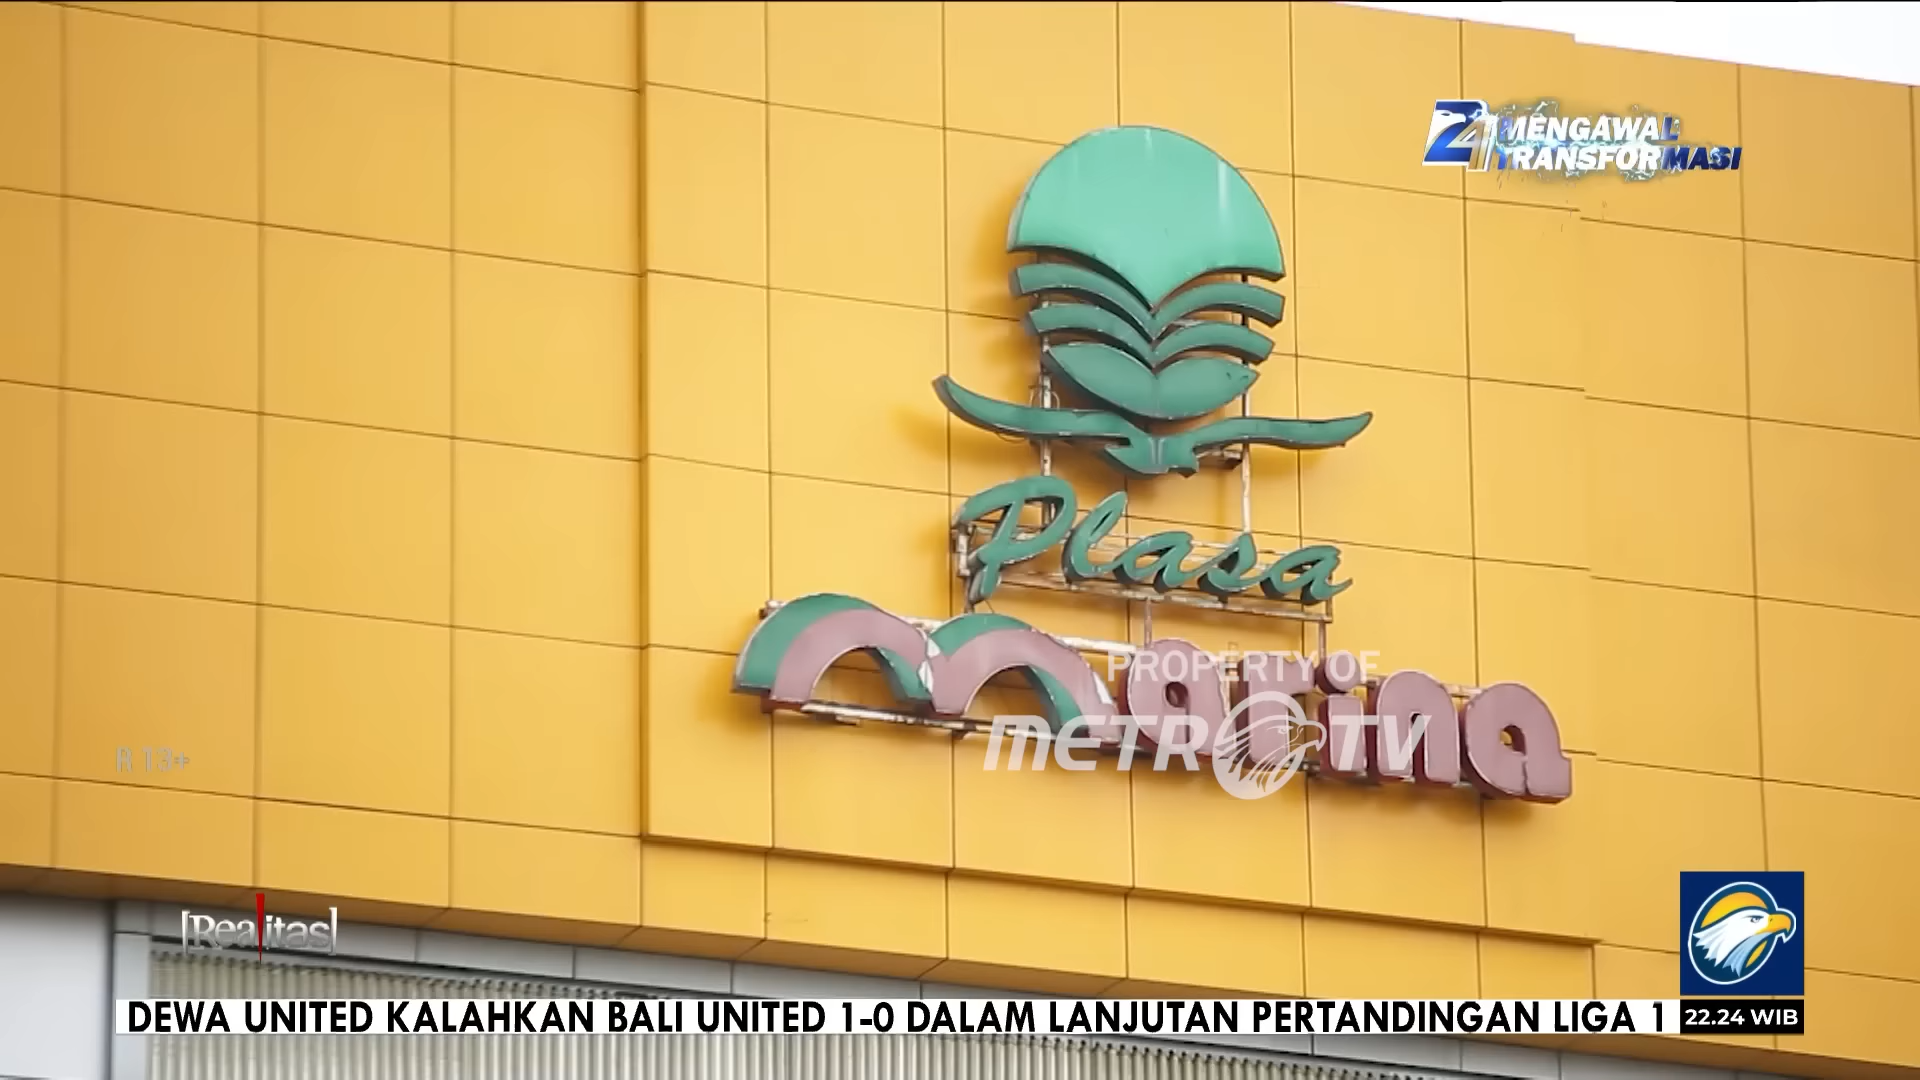 24 MENGAWAL
TRANSFORMASI
Plasa
marina
PROPERTY OF
METRO TV
R 13+
[Realitas]
DEWA UNITED KALAHKAN BALI UNITED 1-0 DALAM LANJUTAN PERTANDINGAN LIGA 1
22.24 WIB